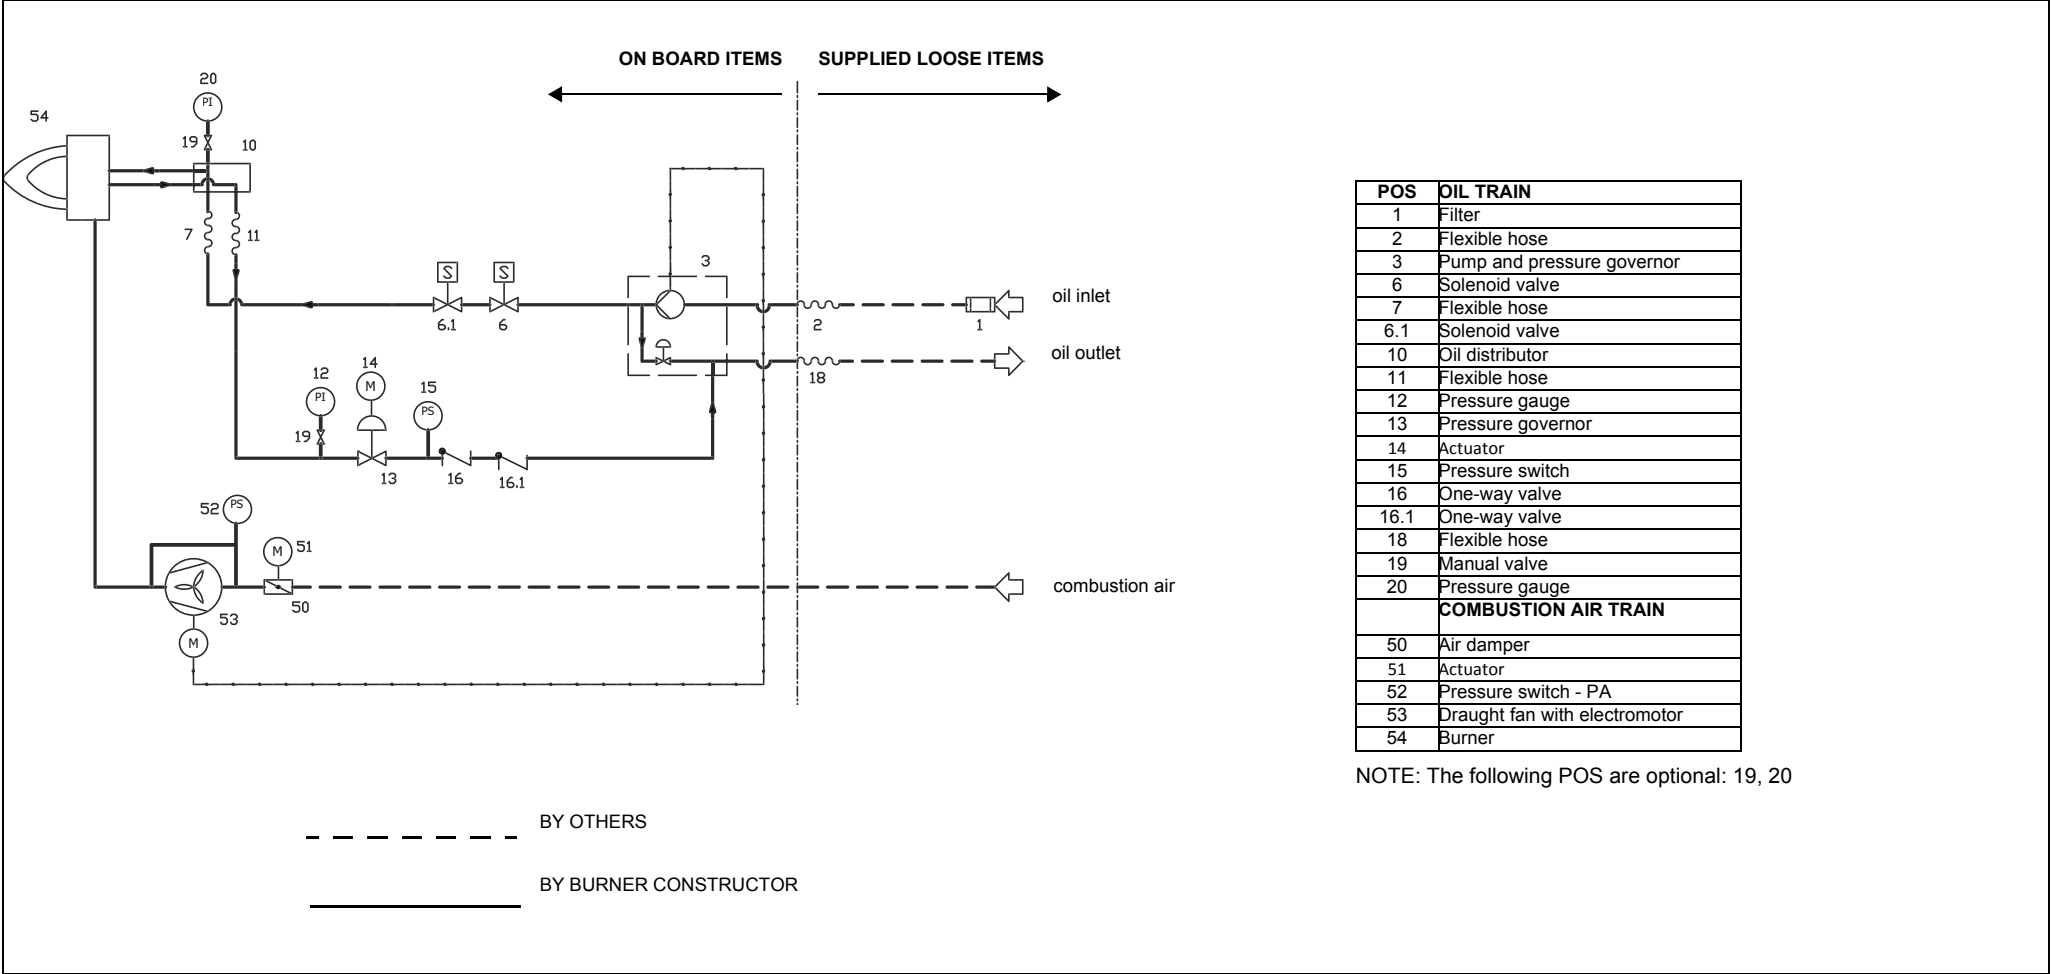 ON BOARD ITEMS SUPPLIED LOOSE ITEMS
20
PI
54
19
10
7
11
S S
3
6.1 6
2
1
oil inlet
oil outlet
18
14
M
12
PI
15
PS
19
13
16
16.1
52
PS
M
51
50
53
M
combustion air
POS OIL TRAIN
1 Filter
2 Flexible hose
3 Pump and pressure governor
6 Solenoid valve
7 Flexible hose
6.1 Solenoid valve
10 Oil distributor
11 Flexible hose
12 Pressure gauge
13 Pressure governor
14 Actuator
15 Pressure switch
16 One-way valve
16.1 One-way valve
18 Flexible hose
19 Manual valve
20 Pressure gauge
COMBUSTION AIR TRAIN
50 Air damper
51 Actuator
52 Pressure switch - PA
53 Draught fan with electromotor
54 Burner
NOTE: The following POS are optional: 19, 20
BY OTHERS
BY BURNER CONSTRUCTOR